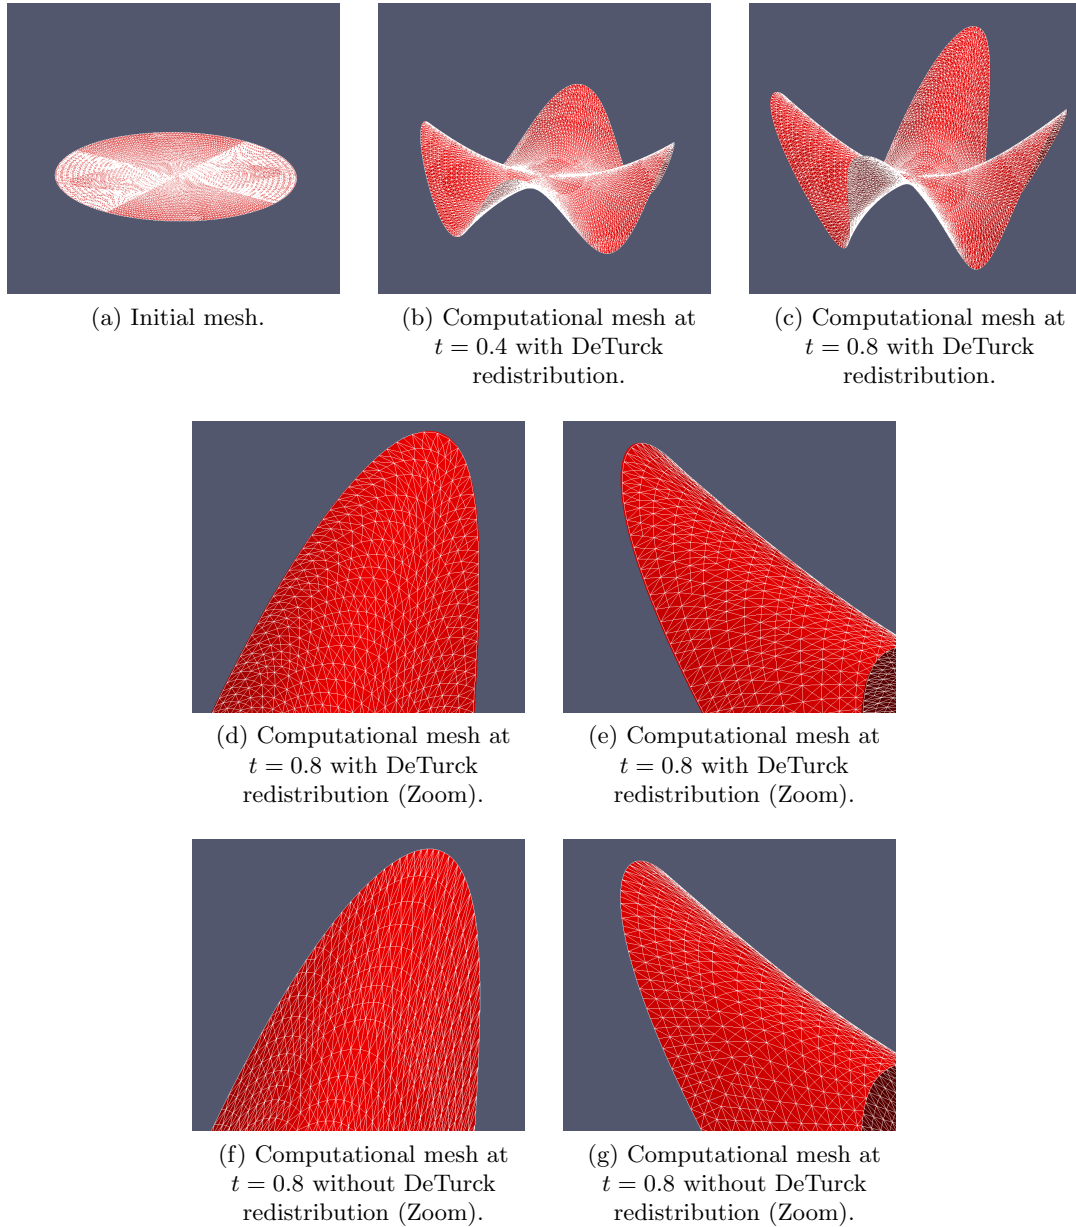 (a) Initial mesh.
(b) Computational mesh at
t = 0.4 with DeTurck
redistribution.
(c) Computational mesh at
t = 0.8 with DeTurck
redistribution.
(d) Computational mesh at
t = 0.8 with DeTurck
redistribution (Zoom).
(e) Computational mesh at
t = 0.8 with DeTurck
redistribution (Zoom).
(f) Computational mesh at
t = 0.8 without DeTurck
redistribution (Zoom).
(g) Computational mesh at
t = 0.8 without DeTurck
redistribution (Zoom).